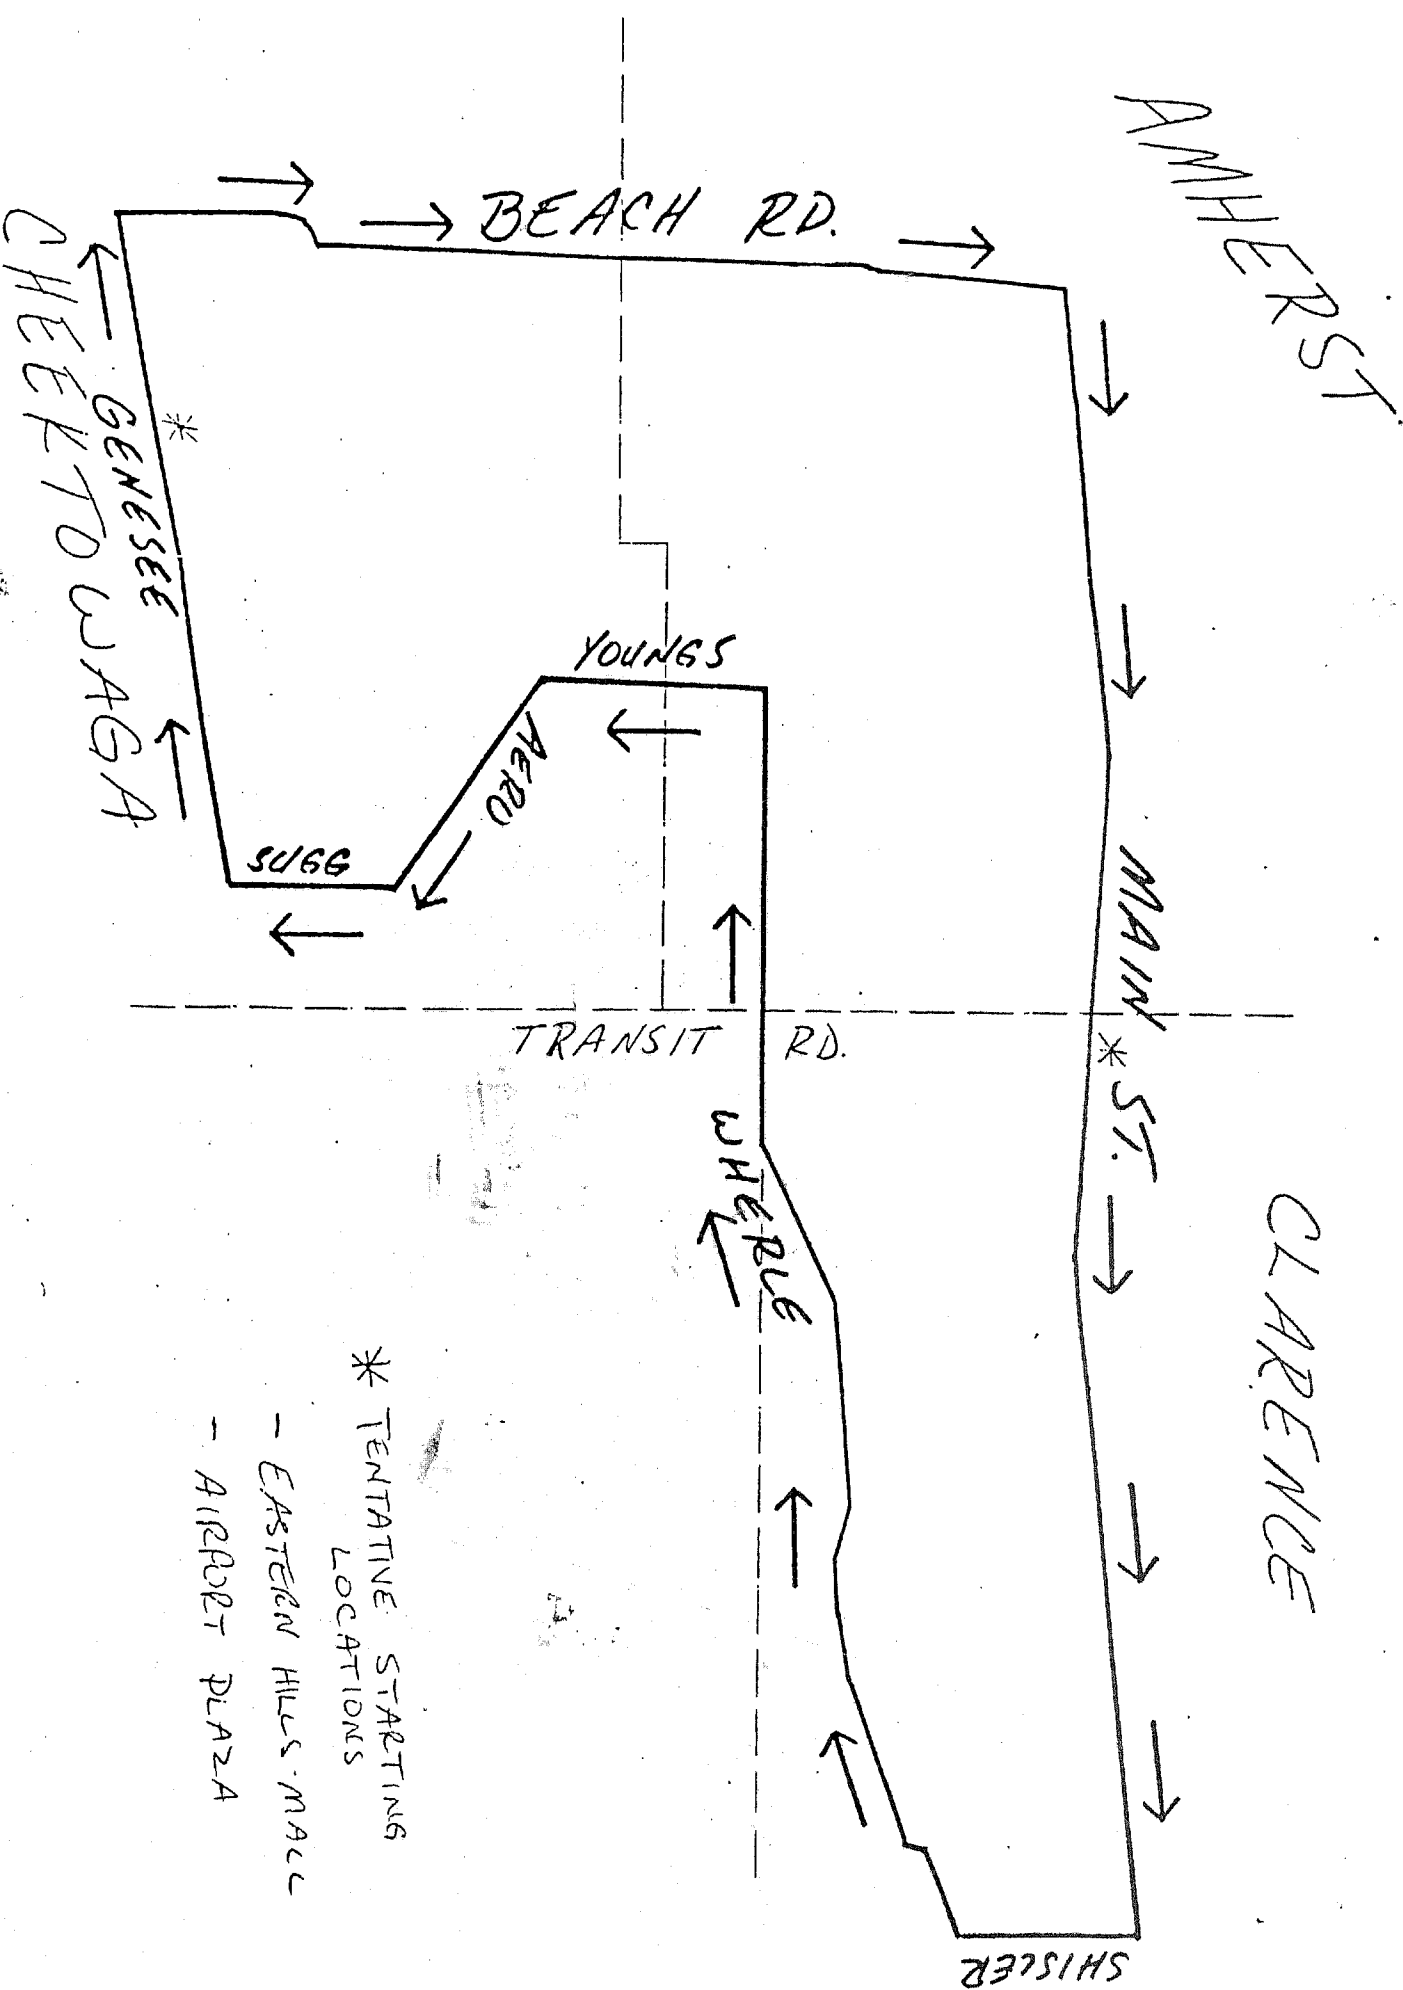 AMHERST
CLARENCE
MAIN ST.
*
SHISLER
BEACH RD.
YOUNGS
TRANSIT RD.
WHERLE
AERO
SUGG
*
GENESEE
CHEEKTOWAGA
* TENTATIVE STARTING
LOCATIONS
- EASTERN HILLS MALL
- AIRPORT PLAZA